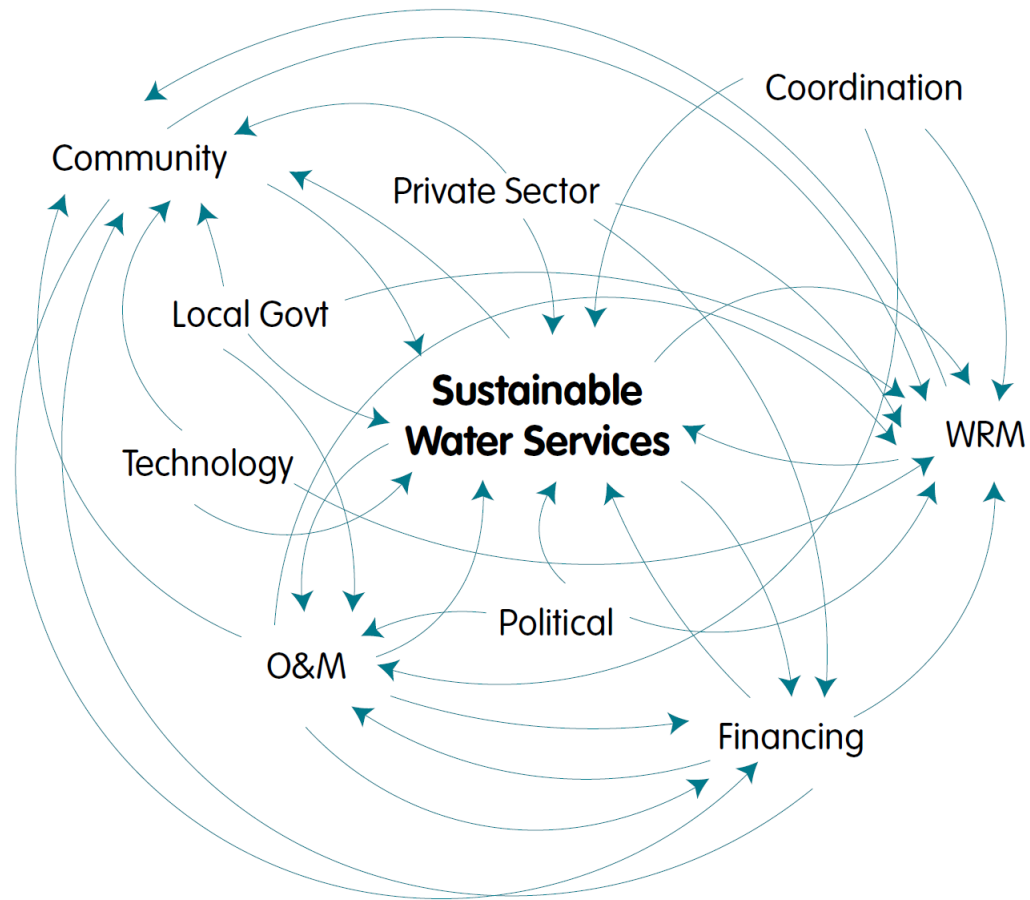 Coordination
Community
Private Sector
Local Govt
Sustainable
Water Services
WRM
Technology
Political
O&M
Financing